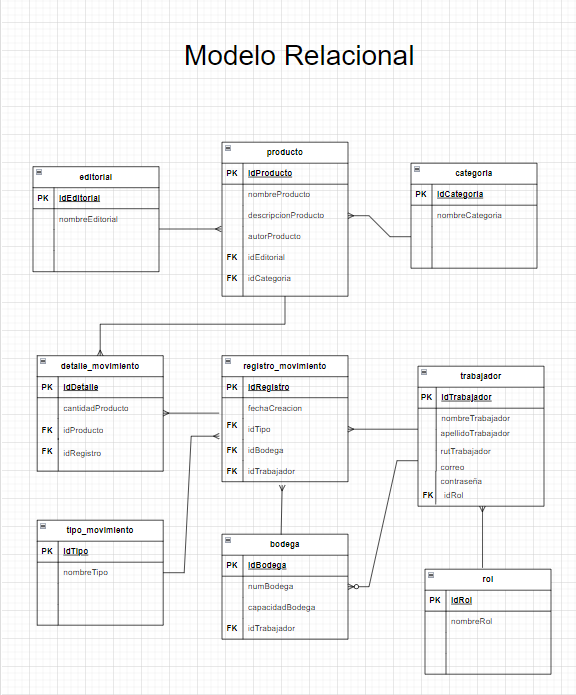 Modelo Relacional
editorial
PK idEditorial
nombreEditorial
producto
PK idProducto
nombreProducto
descripcionProducto
autorProducto
FK idEditorial
FK idCategoria
categoria
PK idCategoria
nombreCategoria
detalle_movimiento
PK idDetalle
cantidadProducto
FK idProducto
FK idRegistro
registro_movimiento
PK idRegistro
fechaCreacion
FK idTipo
FK idBodega
FK idTrabajador
trabajador
PK idTrabajador
nombreTrabajador
apellidoTrabajador
rutTrabajador
correo
contraseña
FK idRol
tipo_movimiento
PK idTipo
nombreTipo
bodega
PK idBodega
numBodega
capacidadBodega
FK idTrabajador
rol
PK idRol
nombreRol